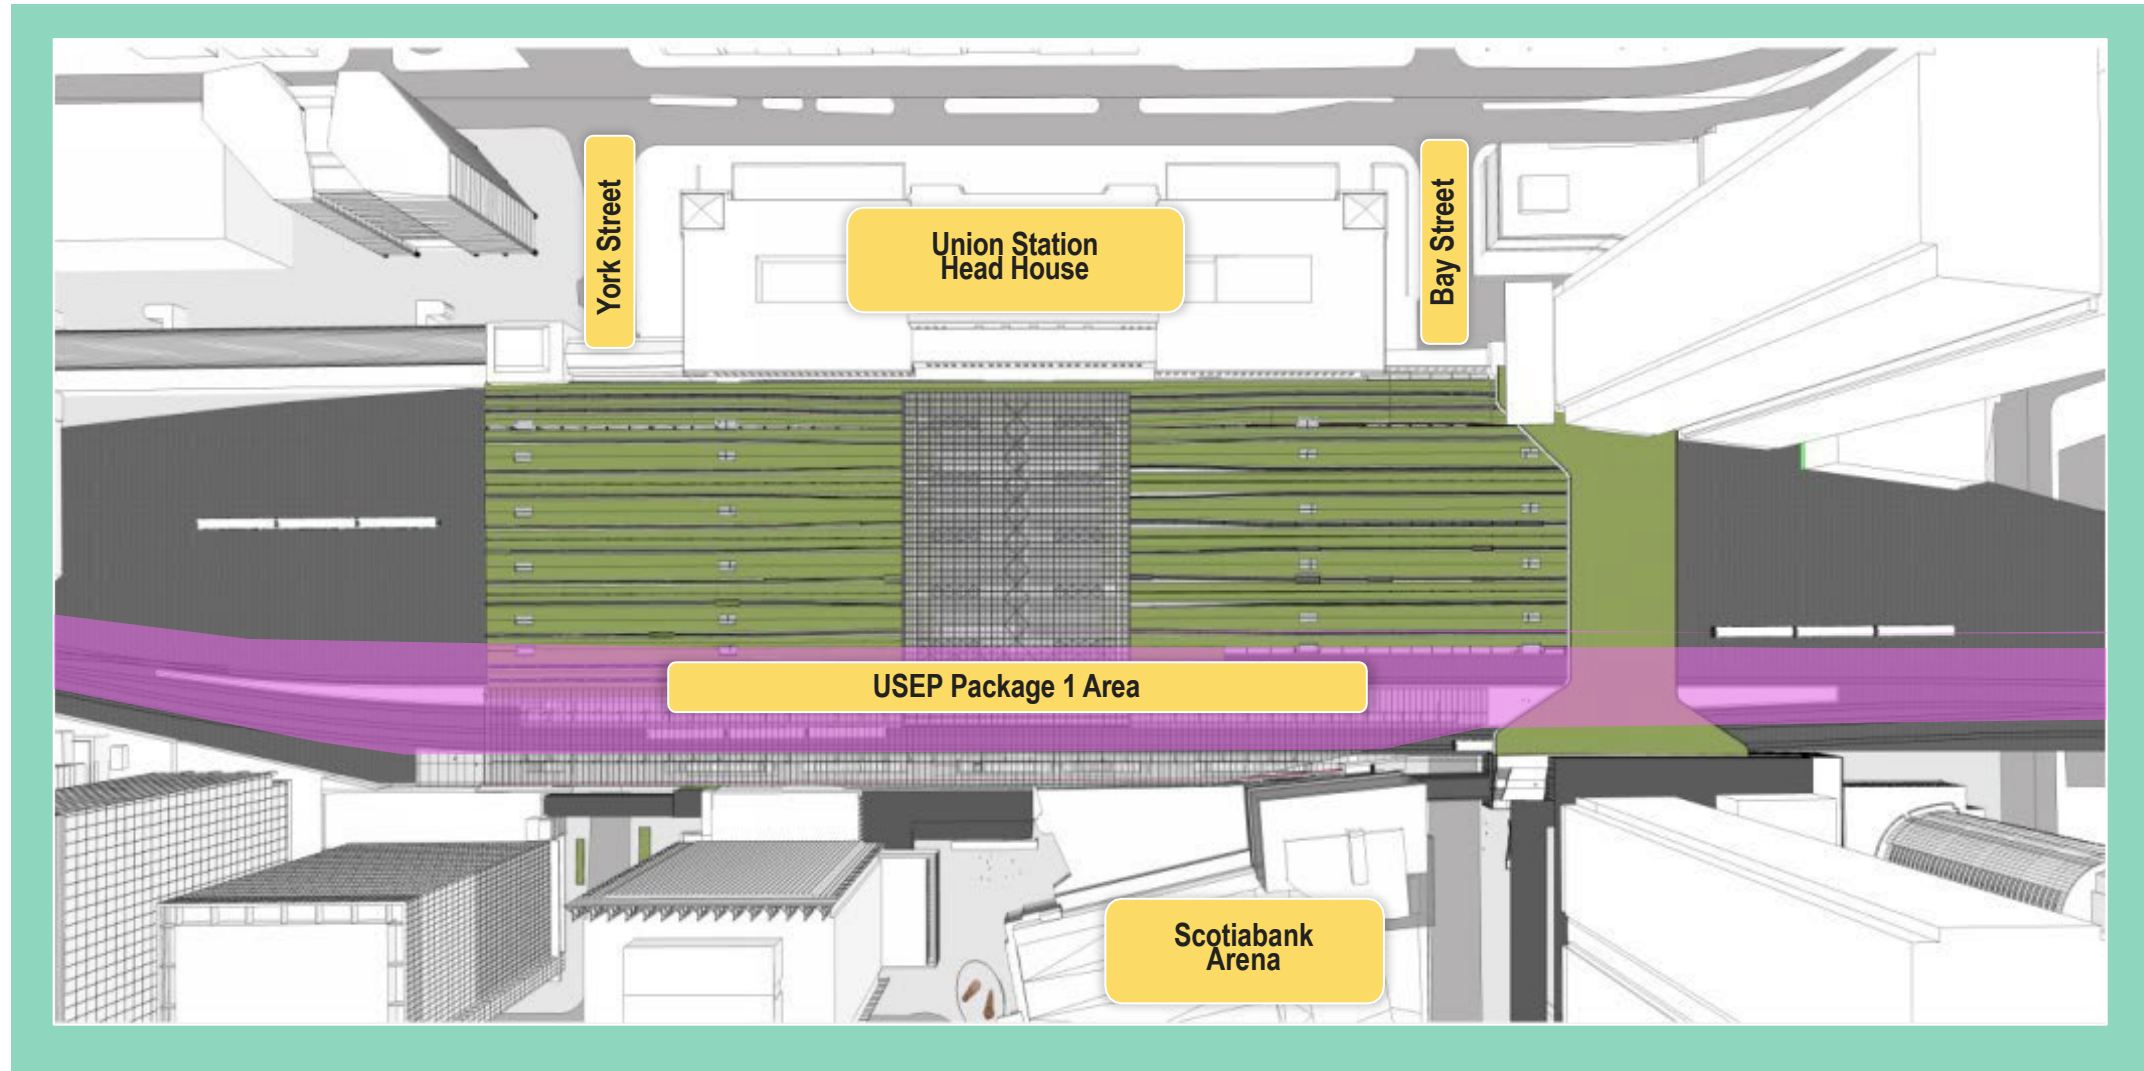 York Street
Union Station
Head House
Bay Street
USEP Package 1 Area
Scotiabank
Arena